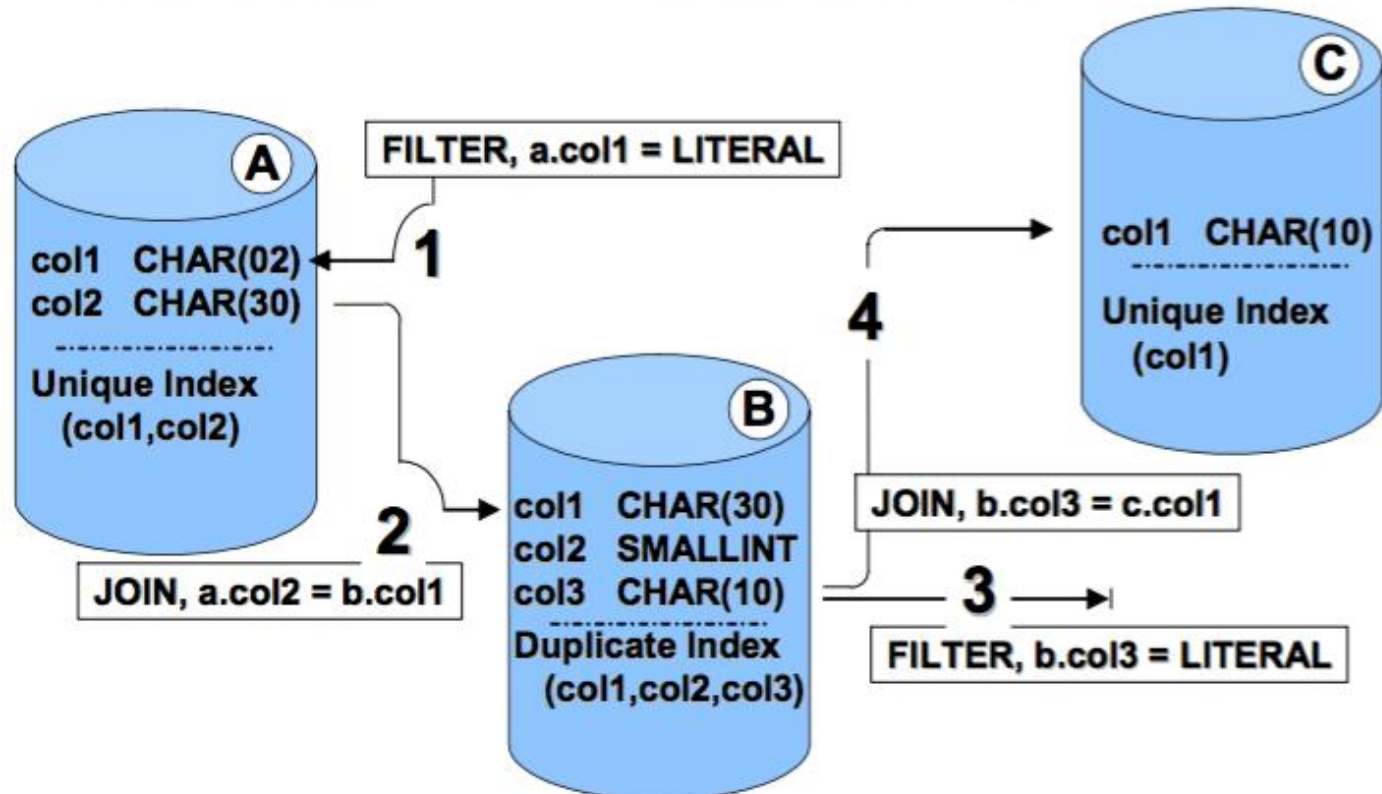 A
col1 CHAR(02)
col2 CHAR(30)
Unique Index
(col1,col2)
FILTER, a.col1 = LITERAL
1
2
JOIN, a.col2 = b.col1
B
col1 CHAR(30)
col2 SMALLINT
col3 CHAR(10)
Duplicate Index
(col1,col2,col3)
3
FILTER, b.col3 = LITERAL
4
JOIN, b.col3 = c.col1
C
col1 CHAR(10)
Unique Index
(col1)